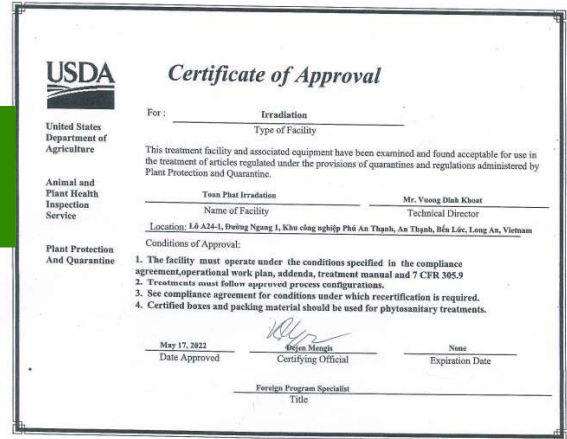 USDA
Certificate of Approval
For :
Irradiation
Type of Facility
United States
Department of
Agriculture
Animal and
Plant Health
Inspection
Service
Plant Protection
And Quarantine
This treatment facility and associated equipment have been examined and found acceptable for use in
the treatment of articles regulated under the provisions of quarantines and regulations administered by
Plant Protection and Quarantine.
Toan Phat Irradation
Name of Facility
Mr. Vuong Dinh Khoat
Technical Director
Location: Lô A24-1, Đường Ngang 1, Khu công nghiệp Phú An Thạnh, An Thạnh, Bến Lức, Long An, Vietnam
Conditions of Approval:
1. The facility must operate under the conditions specified in the compliance
agreement,operational work plan, addenda, treatment manual and 7 CFR 305.9
2. Treatments must follow approved process configurations.
3. See compliance agreement for conditions under which recertification is required.
4. Certified boxes and packing material should be used for phytosanitary treatments.
May 17, 2022
Date Approved
Dejen Mengis
Certifying Official
None
Expiration Date
Foreign Program Specialist
Title